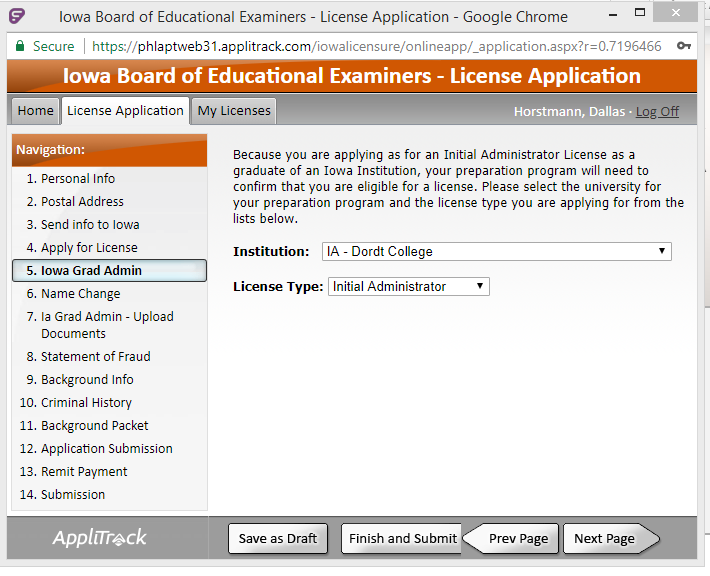 Iowa Board of Educational Examiners - License Application - Google Chrome
Secure | https://phlaptweb31.applitrack.com/iowalicensure/onlineapp/_application.aspx?r=0.7196466
Iowa Board of Educational Examiners - License Application
Home License Application My Licenses Horstmann, Dallas · Log Off
Navigation:
1. Personal Info
2. Postal Address
3. Send info to Iowa
4. Apply for License
5. Iowa Grad Admin
6. Name Change
7. Ia Grad Admin - Upload
Documents
8. Statement of Fraud
9. Background Info
10. Criminal History
11. Background Packet
12. Application Submission
13. Remit Payment
14. Submission
Because you are applying as for an Initial Administrator License as a
graduate of an Iowa Institution, your preparation program will need to
confirm that you are eligible for a license. Please select the university for
your preparation program and the license type you are applying for from the
lists below.
Institution: IA - Dordt College
License Type: Initial Administrator
AppliTrack Save as Draft Finish and Submit Prev Page Next Page